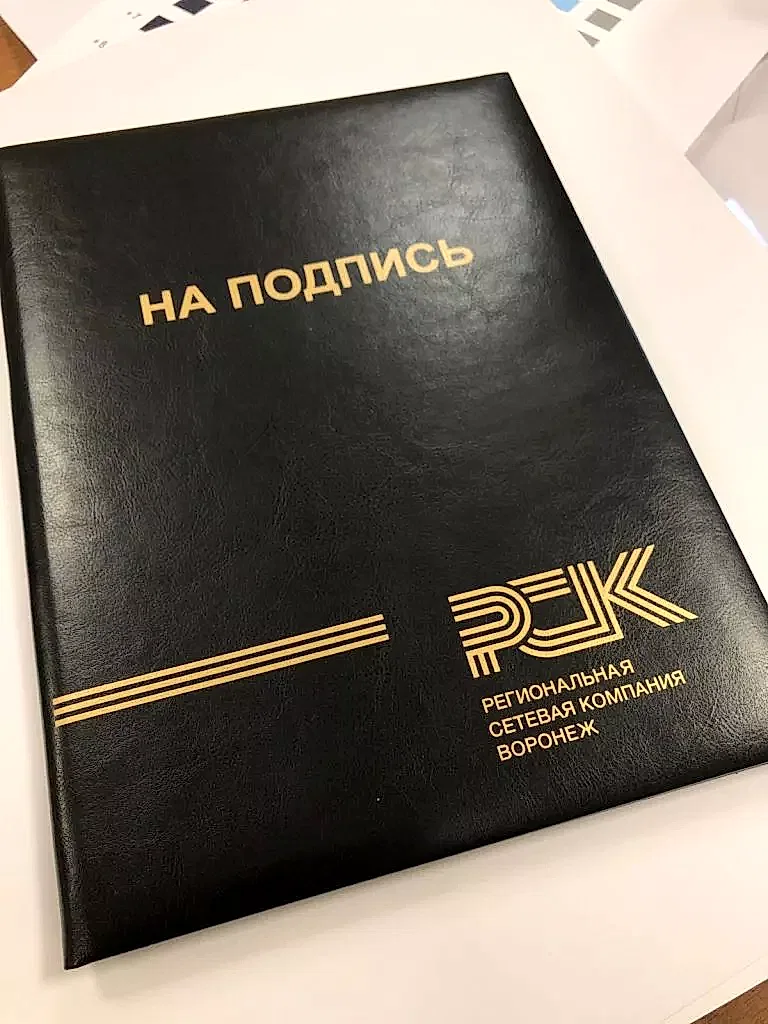 НА ПОДПИСЬ
РСК
РЕГИОНАЛЬНАЯ
СЕТЕВАЯ КОМПАНИЯ
ВОРОНЕЖ